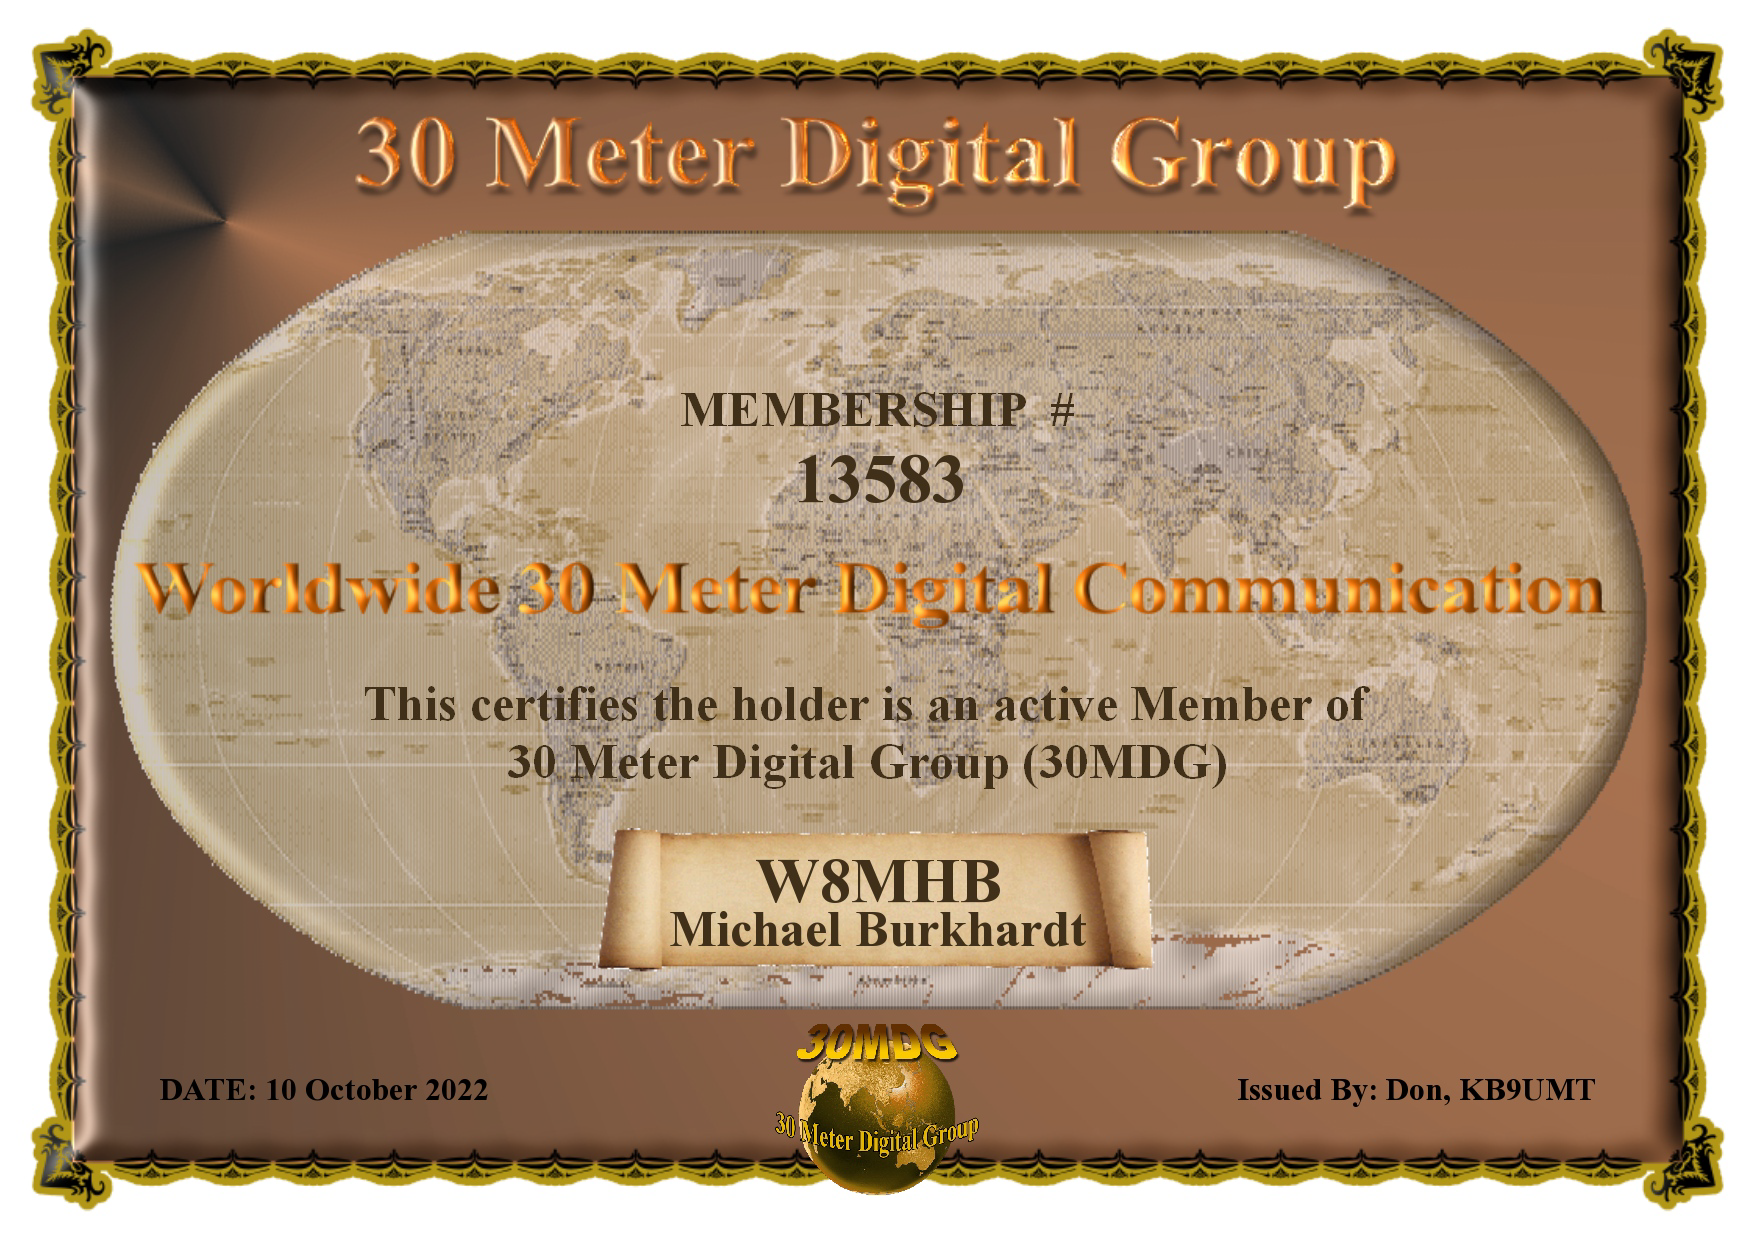 30 Meter Digital Group
MEMBERSHIP #
13583
Worldwide 30 Meter Digital Communication
This certifies the holder is an active Member of
30 Meter Digital Group (30MDG)
W8MHB
Michael Burkhardt
30MDG
30 Meter Digital Group
DATE: 10 October 2022
Issued By: Don, KB9UMT